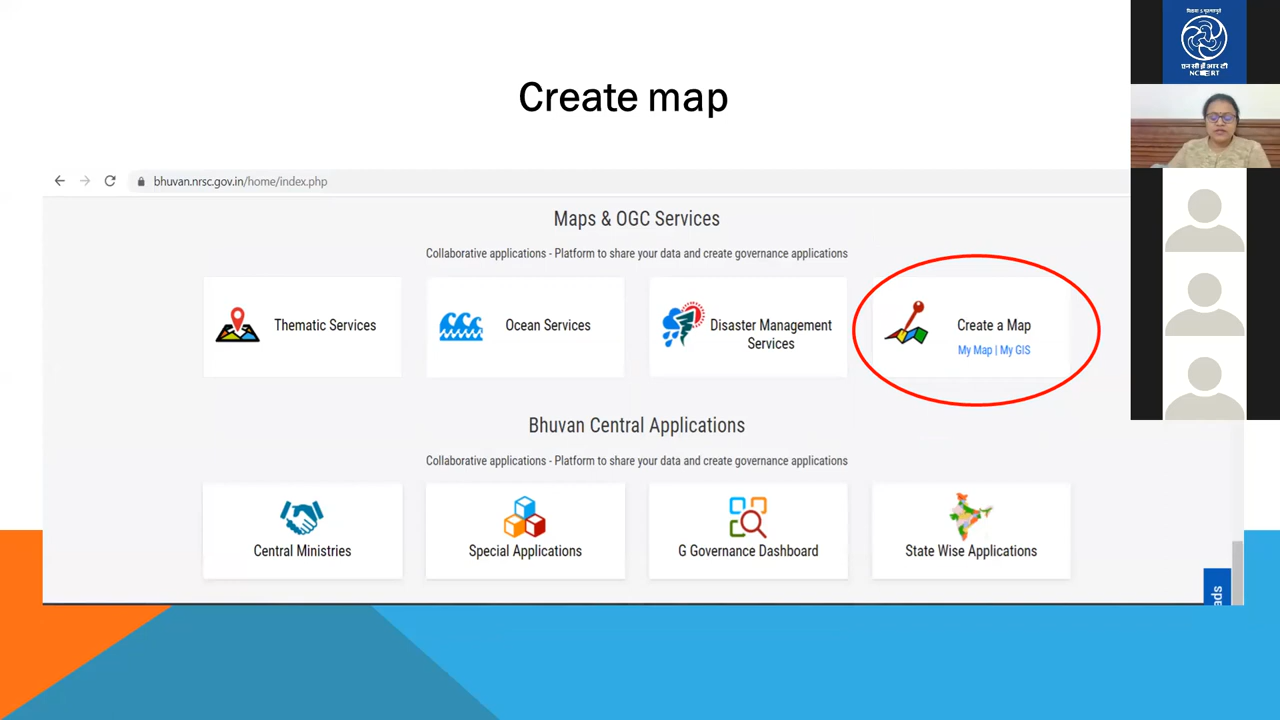 Create map
bhuvan.nrsc.gov.in/home/index.php
Maps & OGC Services
Collaborative applications - Platform to share your data and create governance applications
Thematic Services
Ocean Services
Disaster Management
Services
Create a Map
My Map | My GIS
Bhuvan Central Applications
Collaborative applications - Platform to share your data and create governance applications
Central Ministries
Special Applications
G Governance Dashboard
State Wise Applications
ads
एन सी ई आर टी
NCERT